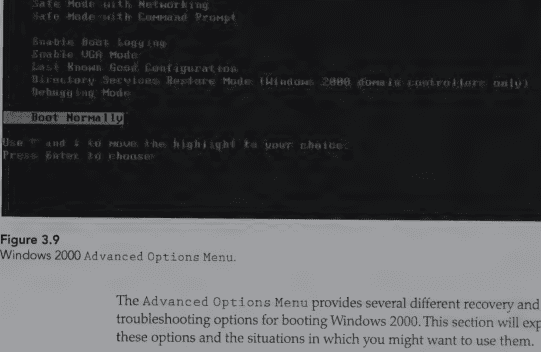 Safe Mode with Networking
Safe Mode with Command Prompt
Enable Boot Logging
Enable VGA Mode
Last Known Good Configuration
Directory Services Restore Mode (Windows 2000 domain controllers only)
Debugging Mode
Boot Normally
Use ↑ and ↓ to move the highlight to your choice.
Press Enter to choose.
Figure 3.9
Windows 2000 Advanced Options Menu.
The Advanced Options Menu provides several different recovery and
troubleshooting options for booting Windows 2000. This section will exp
these options and the situations in which you might want to use them.